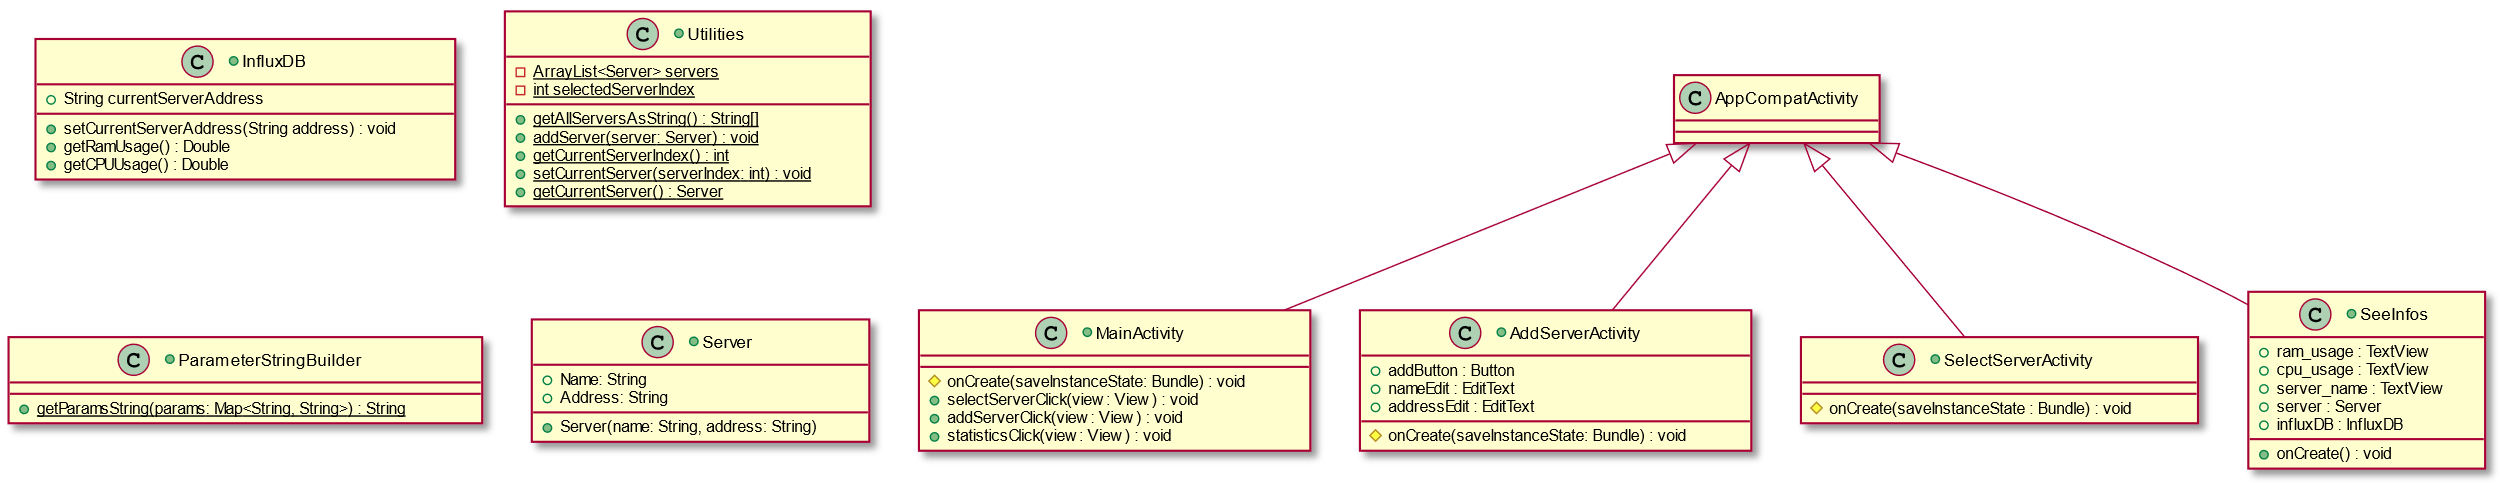 C InfluxDB
String currentServerAddress
setCurrentServerAddress(String address) : void
getRamUsage() : Double
getCPUUsage() : Double
C Utilities
ArrayList<Server> servers
int selectedServerIndex
getAllServersAsString() : String[]
addServer(server: Server) : void
getCurrentServerIndex() : int
setCurrentServer(serverIndex: int) : void
getCurrentServer() : Server
C AppCompatActivity
C ParameterStringBuilder
getParamsString(params: Map<String, String>) : String
C Server
Name: String
Address: String
Server(name: String, address: String)
C MainActivity
onCreate(saveInstanceState: Bundle) : void
selectServerClick(view : View ) : void
addServerClick(view : View ) : void
statisticsClick(view : View ) : void
C AddServerActivity
addButton : Button
nameEdit : EditText
addressEdit : EditText
onCreate(saveInstanceState: Bundle) : void
C SelectServerActivity
onCreate(saveInstanceState : Bundle) : void
C SeeInfos
ram_usage : TextView
cpu_usage : TextView
server_name : TextView
server : Server
influxDB : InfluxDB
onCreate() : void